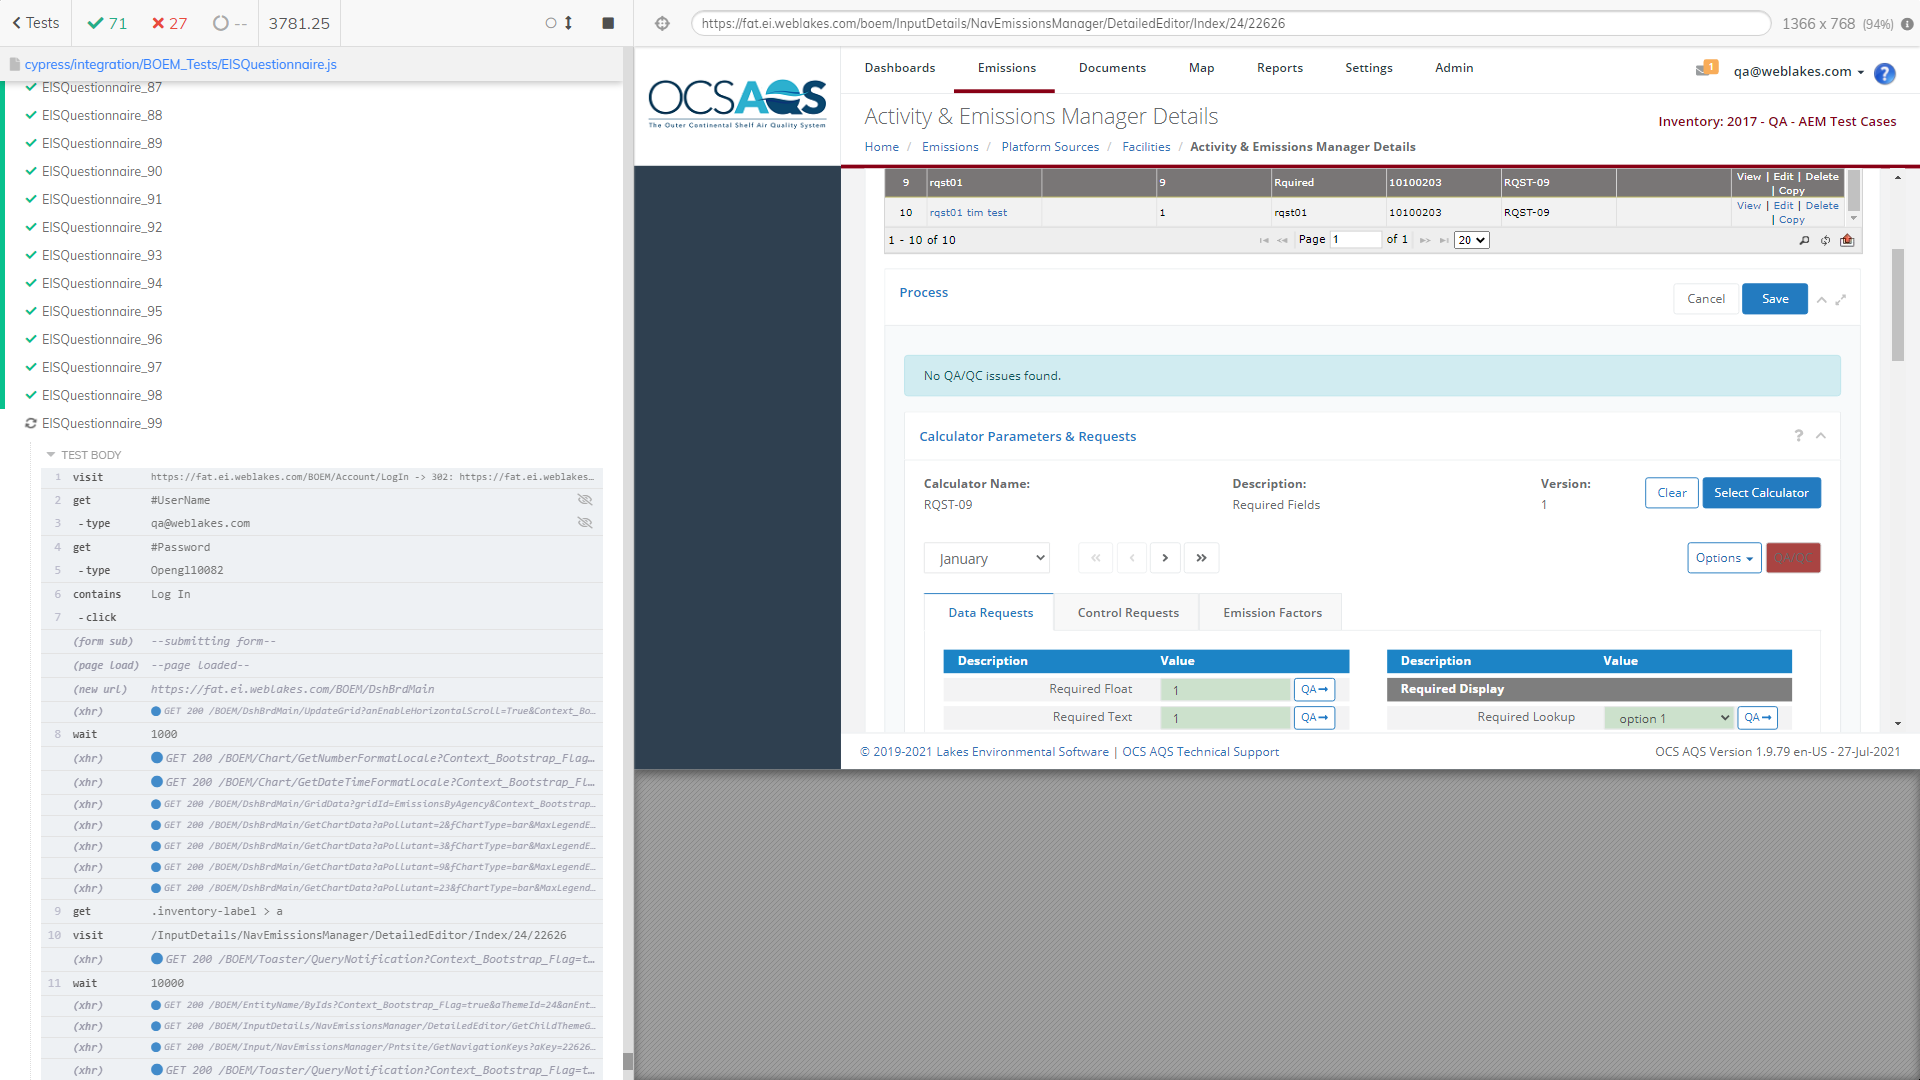 Tests
71
27
--
3781.25
cypress/integration/BOEM_Tests/EISQuestionnaire.js
EISQuestionnaire_87
EISQuestionnaire_88
EISQuestionnaire_89
EISQuestionnaire_90
EISQuestionnaire_91
EISQuestionnaire_92
EISQuestionnaire_93
EISQuestionnaire_94
EISQuestionnaire_95
EISQuestionnaire_96
EISQuestionnaire_97
EISQuestionnaire_98
EISQuestionnaire_99
TEST BODY
1 visit https://fat.ei.weblakes.com/BOEM/Account/LogIn -> 302: https://fat.ei.weblakes...
2 get #UserName
3 -type qa@weblakes.com
4 get #Password
5 -type Opengl10082
6 contains Log In
7 -click
(form sub) --submitting form--
(page load) --page loaded--
(new url) https://fat.ei.weblakes.com/BOEM/DshBrdMain
(xhr) GET 200 /BOEM/DshBrdMain/UpdateGrid?anEnableHorizontalScroll=True&Context_Bo...
8 wait 1000
(xhr) GET 200 /BOEM/Chart/GetNumberFormatLocale?Context_Bootstrap_Flag...
(xhr) GET 200 /BOEM/Chart/GetDateTimeFormatLocale?Context_Bootstrap_Fl...
(xhr) GET 200 /BOEM/DshBrdMain/GridData?gridId=EmissionsByAgency&Context_Bootstrap...
(xhr) GET 200 /BOEM/DshBrdMain/GetChartData?aPollutant=2&fChartType=bar&MaxLegendE...
(xhr) GET 200 /BOEM/DshBrdMain/GetChartData?aPollutant=3&fChartType=bar&MaxLegendE...
(xhr) GET 200 /BOEM/DshBrdMain/GetChartData?aPollutant=9&fChartType=bar&MaxLegendE...
(xhr) GET 200 /BOEM/DshBrdMain/GetChartData?aPollutant=23&fChartType=bar&MaxLegend...
9 get .inventory-label > a
10 visit /InputDetails/NavEmissionsManager/DetailedEditor/Index/24/22626
(xhr) GET 200 /BOEM/Toaster/QueryNotification?Context_Bootstrap_Flag=t...
11 wait 10000
(xhr) GET 200 /BOEM/EntityName/ByIds?Context_Bootstrap_Flag=true&aThemeId=24&anEnt...
(xhr) GET 200 /BOEM/InputDetails/NavEmissionsManager/DetailedEditor/GetChildThemeG...
(xhr) GET 200 /BOEM/Input/NavEmissionsManager/Pntsite/GetNavigationKeys?aKey=22626...
(xhr) GET 200 /BOEM/Toaster/QueryNotification?Context_Bootstrap_Flag=t...
https://fat.ei.weblakes.com/boem/InputDetails/NavEmissionsManager/DetailedEditor/Index/24/22626
1366 x 768 (94%)
OCSAQS
The Outer Continental Shelf Air Quality System
Dashboards Emissions Documents Map Reports Settings Admin
1 qa@weblakes.com ?
Activity & Emissions Manager Details
Inventory: 2017 - QA - AEM Test Cases
Home / Emissions / Platform Sources / Facilities / Activity & Emissions Manager Details
9 rqst01 9 Rquired 10100203 RQST-09 View | Edit | Delete | Copy
10 rqst01 tim test 1 rqst01 10100203 RQST-09 View | Edit | Delete | Copy
1 - 10 of 10 Page 1 of 1 20
Process
Cancel Save
No QA/QC issues found.
Calculator Parameters & Requests ?
Calculator Name: Description: Version:
RQST-09 Required Fields 1
Clear Select Calculator
January
Options
Data Requests Control Requests Emission Factors
Description Value Description Value
Required Float 1 QA→ Required Display
Required Text 1 QA→ Required Lookup option 1 QA→
© 2019-2021 Lakes Environmental Software | OCS AQS Technical Support
OCS AQS Version 1.9.79 en-US - 27-Jul-2021